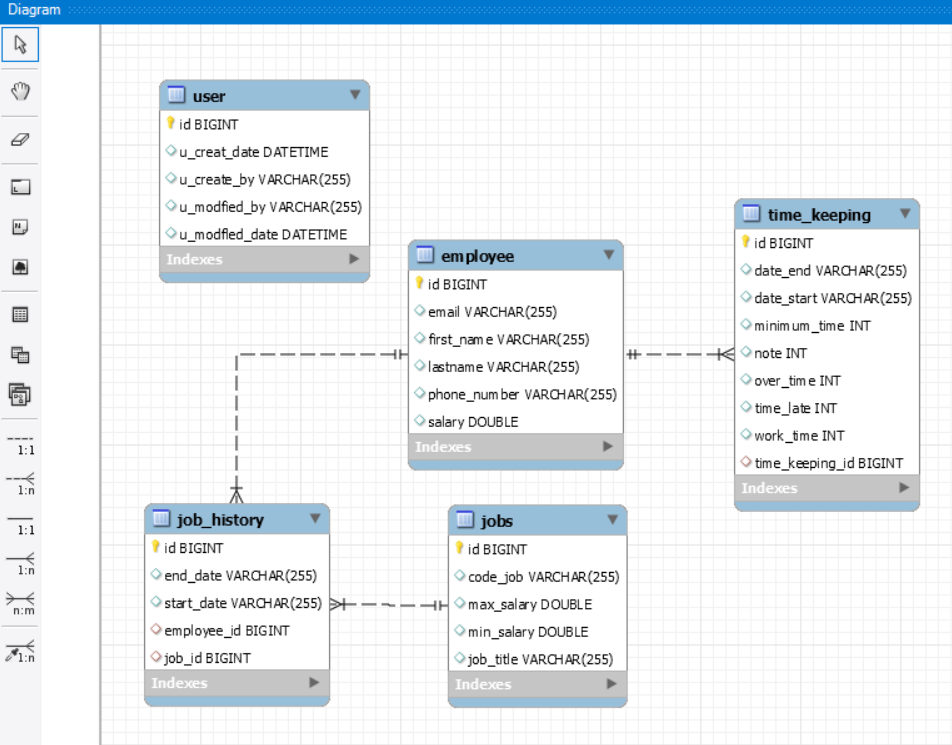 Diagram
user
id BIGINT
u_creat_date DATETIME
u_create_by VARCHAR(255)
u_modfied_by VARCHAR(255)
u_modfied_date DATETIME
Indexes
employee
id BIGINT
email VARCHAR(255)
first_name VARCHAR(255)
lastname VARCHAR(255)
phone_number VARCHAR(255)
salary DOUBLE
Indexes
time_keeping
id BIGINT
date_end VARCHAR(255)
date_start VARCHAR(255)
minimum_time INT
note INT
over_time INT
time_late INT
work_time INT
time_keeping_id BIGINT
Indexes
job_history
id BIGINT
end_date VARCHAR(255)
start_date VARCHAR(255)
employee_id BIGINT
job_id BIGINT
Indexes
jobs
id BIGINT
code_job VARCHAR(255)
max_salary DOUBLE
min_salary DOUBLE
job_title VARCHAR(255)
Indexes
1:1
1:n
1:1
1:n
n:m
1:n